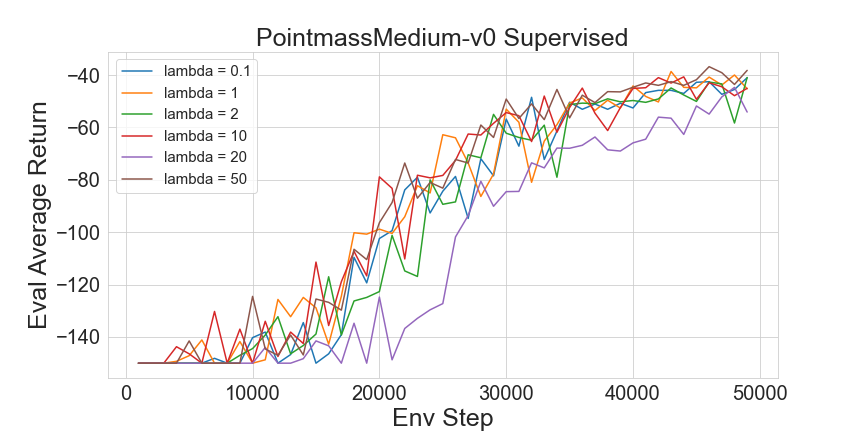 PointmassMedium-v0 Supervised
Eval Average Return
−40
−60
−80
−100
−120
−140
lambda = 0.1
lambda = 1
lambda = 2
lambda = 10
lambda = 20
lambda = 50
0 10000 20000 30000 40000 50000
Env Step